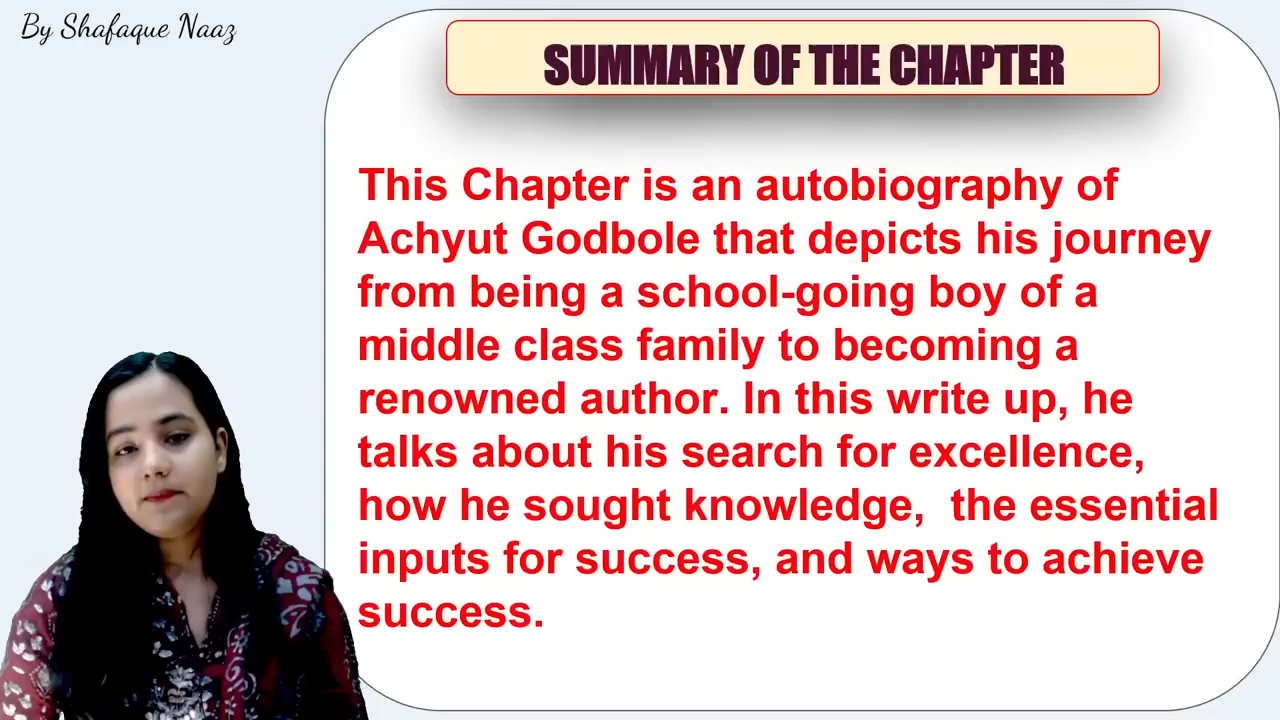 By Shafaque Naaz
SUMMARY OF THE CHAPTER
This Chapter is an autobiography of
Achyut Godbole that depicts his journey
from being a school-going boy of a
middle class family to becoming a
renowned author. In this write up, he
talks about his search for excellence,
how he sought knowledge,  the essential
inputs for success, and ways to achieve
success.